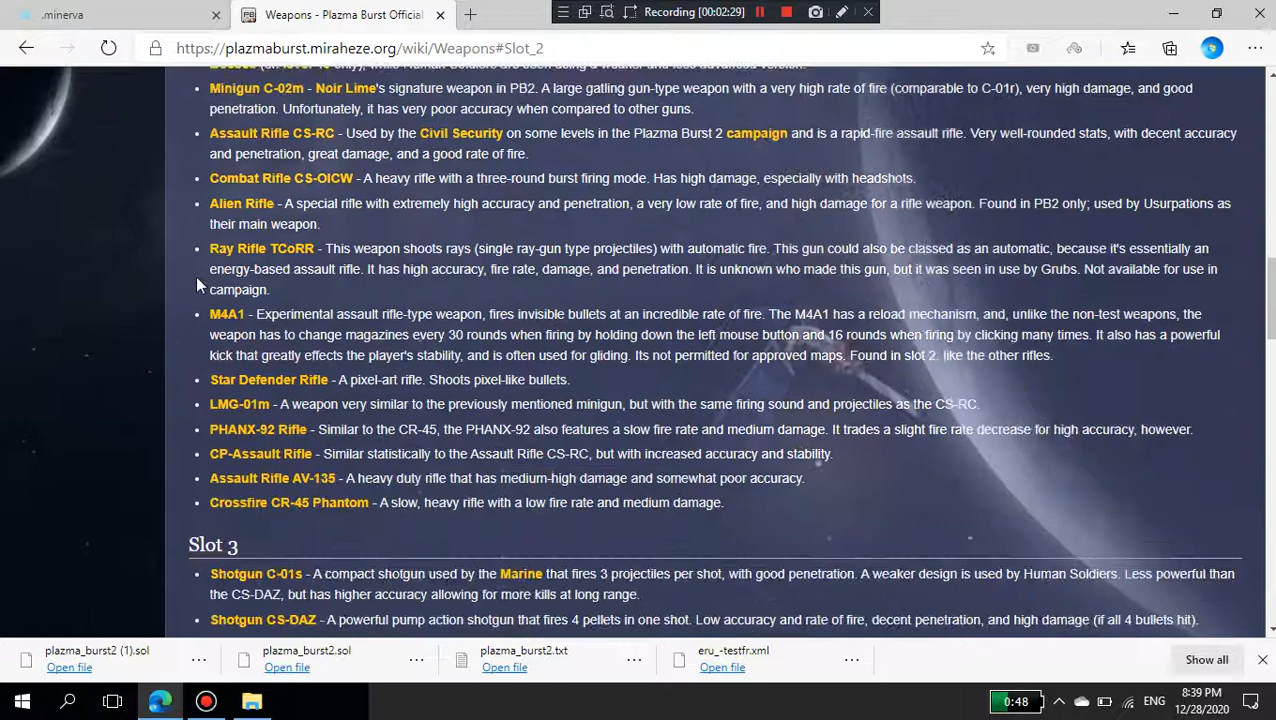 .minerva
Weapons - Plazma Burst Official
Recording [00:02:29]
https://plazmaburst.miraheze.org/wiki/Weapons#Slot_2
Minigun C-02m - Noir Lime's signature weapon in PB2. A large gatling gun-type weapon with a very high rate of fire (comparable to C-01r), very high damage, and good
penetration. Unfortunately, it has very poor accuracy when compared to other guns.
Assault Rifle CS-RC - Used by the Civil Security on some levels in the Plazma Burst 2 campaign and is a rapid-fire assault rifle. Very well-rounded stats, with decent accuracy
and penetration, great damage, and a good rate of fire.
Combat Rifle CS-OICW - A heavy rifle with a three-round burst firing mode. Has high damage, especially with headshots.
Alien Rifle - A special rifle with extremely high accuracy and penetration, a very low rate of fire, and high damage for a rifle weapon. Found in PB2 only; used by Usurpations as
their main weapon.
Ray Rifle TCoRR - This weapon shoots rays (single ray-gun type projectiles) with automatic fire. This gun could also be classed as an automatic, because it's essentially an
energy-based assault rifle. It has high accuracy, fire rate, damage, and penetration. It is unknown who made this gun, but it was seen in use by Grubs. Not available for use in
campaign.
M4A1 - Experimental assault rifle-type weapon, fires invisible bullets at an incredible rate of fire. The M4A1 has a reload mechanism, and, unlike the non-test weapons, the
weapon has to change magazines every 30 rounds when firing by holding down the left mouse button and 16 rounds when firing by clicking many times. It also has a powerful
kick that greatly effects the player's stability, and is often used for gliding. Its not permitted for approved maps. Found in slot 2. like the other rifles.
Star Defender Rifle - A pixel-art rifle. Shoots pixel-like bullets.
LMG-01m - A weapon very similar to the previously mentioned minigun, but with the same firing sound and projectiles as the CS-RC.
PHANX-92 Rifle - Similar to the CR-45, the PHANX-92 also features a slow fire rate and medium damage. It trades a slight fire rate decrease for high accuracy, however.
CP-Assault Rifle - Similar statistically to the Assault Rifle CS-RC, but with increased accuracy and stability.
Assault Rifle AV-135 - A heavy duty rifle that has medium-high damage and somewhat poor accuracy.
Crossfire CR-45 Phantom - A slow, heavy rifle with a low fire rate and medium damage.
Slot 3
Shotgun C-01s - A compact shotgun used by the Marine that fires 3 projectiles per shot, with good penetration. A weaker design is used by Human Soldiers. Less powerful than
the CS-DAZ, but has higher accuracy allowing for more kills at long range.
Shotgun CS-DAZ - A powerful pump action shotgun that fires 4 pellets in one shot. Low accuracy and rate of fire, decent penetration, and high damage (if all 4 bullets hit).
plazma_burst2 (1).sol
Open file
plazma_burst2.sol
Open file
plazma_burst2.txt
Open file
eru_-testfr.xml
Open file
Show all
0:48
ENG
8:39 PM
12/28/2020